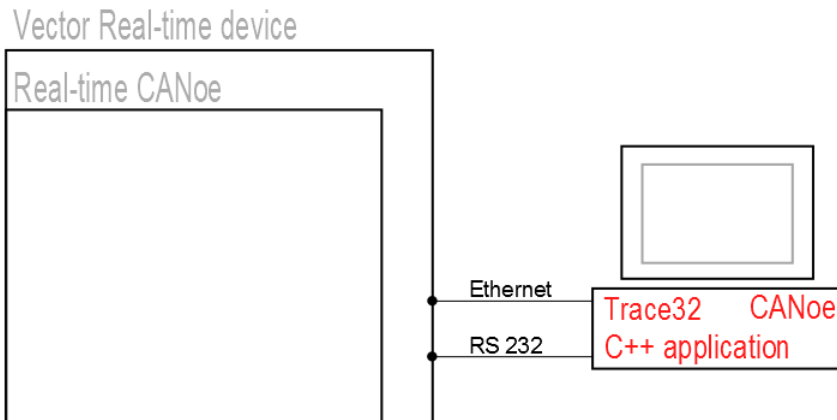 Vector Real-time device
Real-time CANoe
Ethernet
Trace32 CANoe
RS 232
C++ application